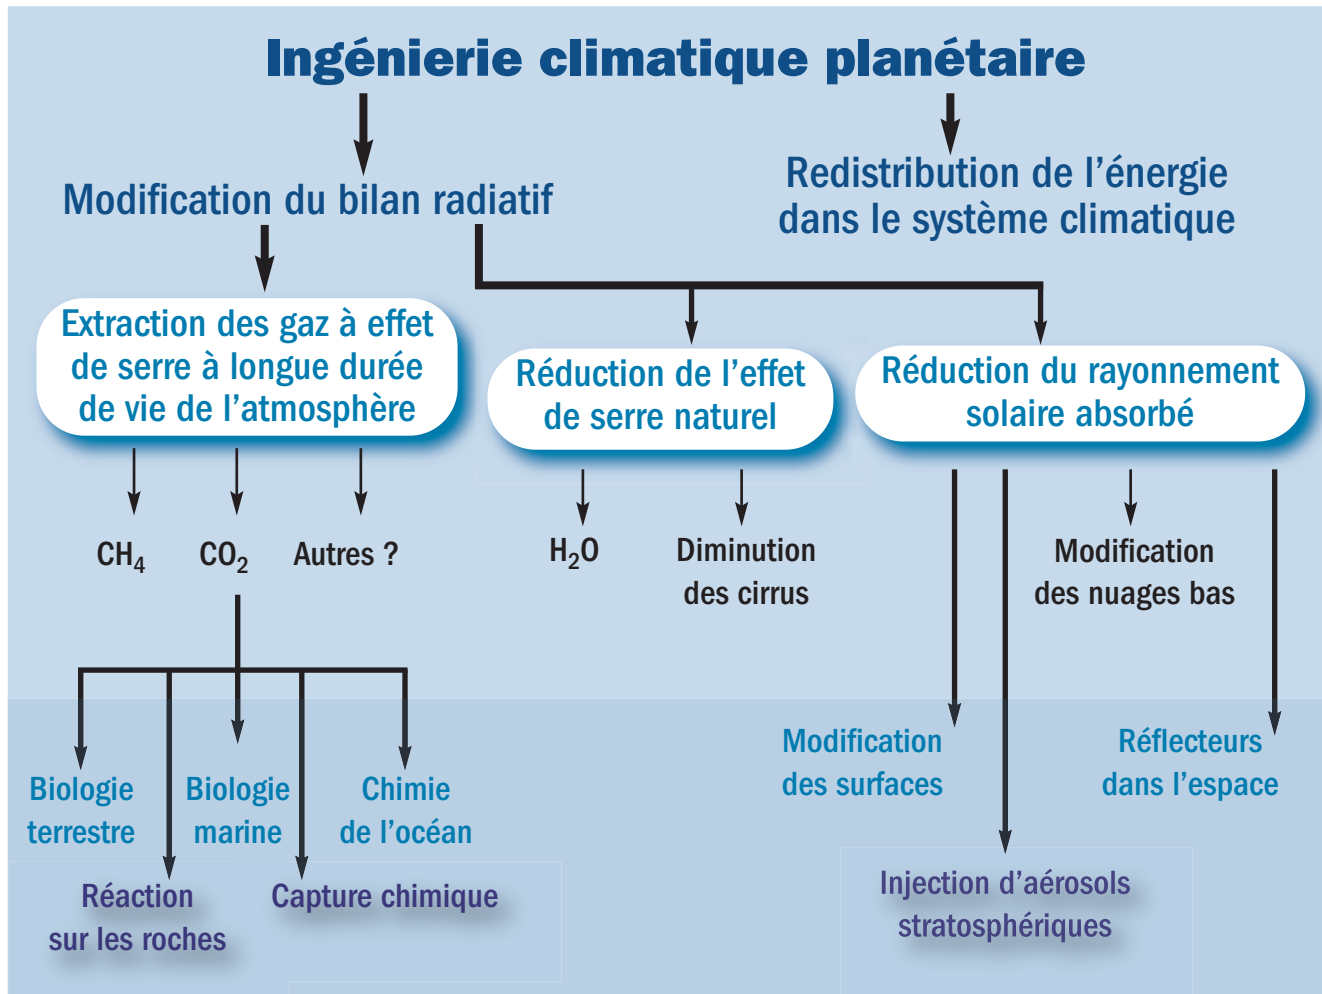 Ingénierie climatique planétaire
Modification du bilan radiatif
Redistribution de l’énergie
dans le système climatique
Extraction des gaz à effet
de serre à longue durée
de vie de l’atmosphère
Réduction de l’effet
de serre naturel
Réduction du rayonnement
solaire absorbé
CH₄
CO₂
Autres ?
H₂O
Diminution
des cirrus
Modification
des nuages bas
Biologie
terrestre
Biologie
marine
Chimie
de l’océan
Modification
des surfaces
Réflecteurs
dans l’espace
Réaction
sur les roches
Capture chimique
Injection d’aérosols
stratosphériques